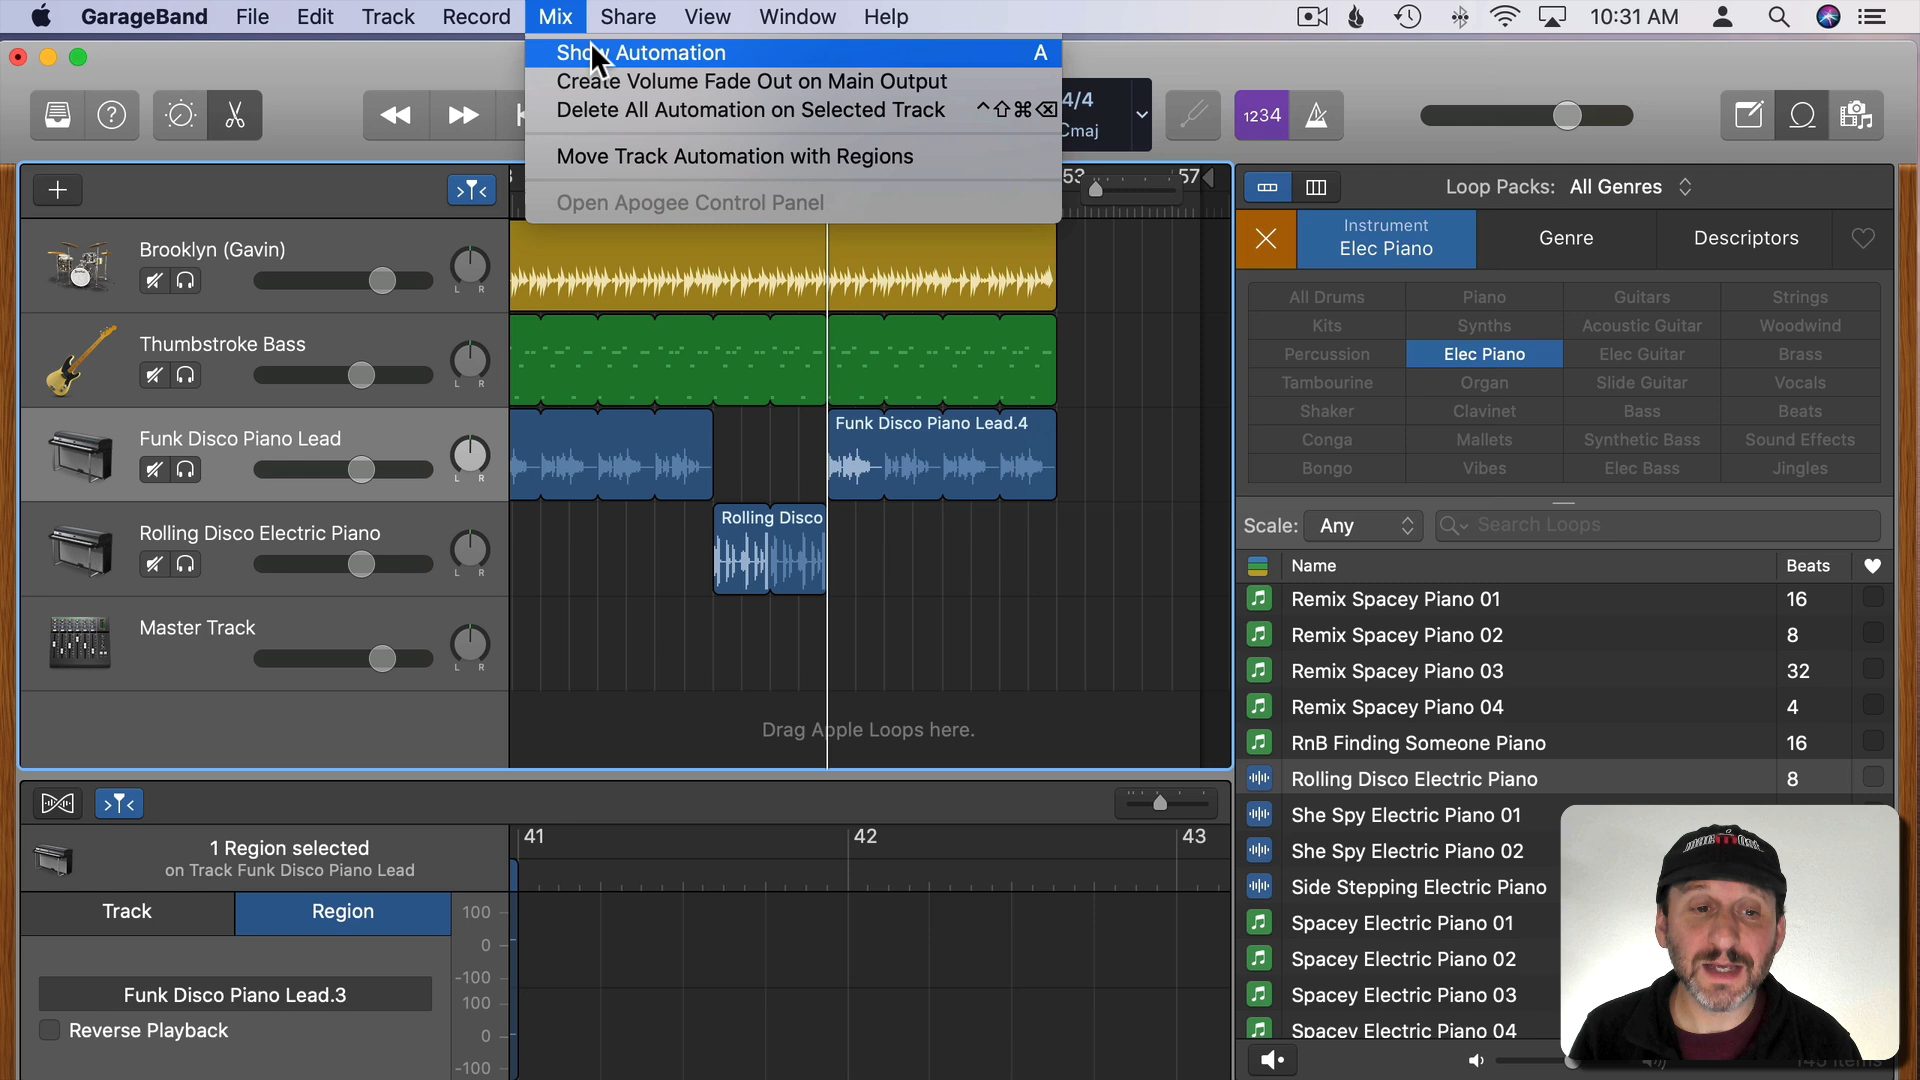 GarageBand File Edit Track Record Mix Share View Window Help 10:31 AM
Show Automation A
Create Volume Fade Out on Main Output
Delete All Automation on Selected Track ^⇧⌘⌫
Move Track Automation with Regions
Open Apogee Control Panel
4/4
Cmaj
1234
53 57
Loop Packs: All Genres
Instrument
Elec Piano
Genre
Descriptors
Brooklyn (Gavin)
L R
Thumbstroke Bass
L R
Funk Disco Piano Lead
L R
Rolling Disco Electric Piano
L R
Master Track
L R
Funk Disco Piano Lead.4
Rolling Disco
Drag Apple Loops here.
All Drums Piano Guitars Strings
Kits Synths Acoustic Guitar Woodwind
Percussion Elec Piano Elec Guitar Brass
Tambourine Organ Slide Guitar Vocals
Shaker Clavinet Bass Beats
Conga Mallets Synthetic Bass Sound Effects
Bongo Vibes Elec Bass Jingles
Scale: Any Search Loops
Name Beats
Remix Spacey Piano 01 16
Remix Spacey Piano 02 8
Remix Spacey Piano 03 32
Remix Spacey Piano 04 4
RnB Finding Someone Piano 16
Rolling Disco Electric Piano 8
She Spy Electric Piano 01
She Spy Electric Piano 02
Side Stepping Electric Piano
Spacey Electric Piano 01
Spacey Electric Piano 02
Spacey Electric Piano 03
Spacey Electric Piano 04
41 42 43
1 Region selected
on Track Funk Disco Piano Lead
Track Region
100
0
-100
100
0
-100
Funk Disco Piano Lead.3
Reverse Playback